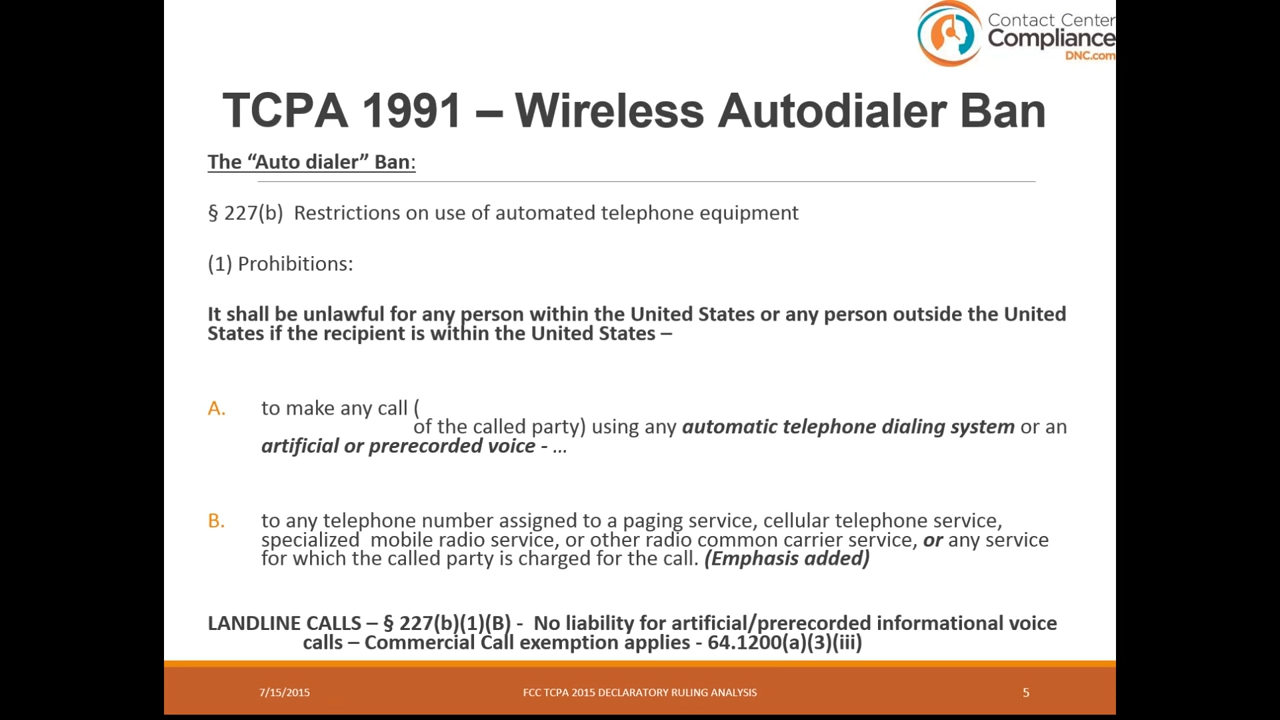 Contact Center
Compliance
DNC.com
TCPA 1991 – Wireless Autodialer Ban
The “Auto dialer” Ban:
§ 227(b)  Restrictions on use of automated telephone equipment
(1) Prohibitions:
It shall be unlawful for any person within the United States or any person outside the United
States if the recipient is within the United States –
A. to make any call (
of the called party) using any automatic telephone dialing system or an
artificial or prerecorded voice - ...
B. to any telephone number assigned to a paging service, cellular telephone service,
specialized  mobile radio service, or other radio common carrier service, or any service
for which the called party is charged for the call. (Emphasis added)
LANDLINE CALLS – § 227(b)(1)(B) -  No liability for artificial/prerecorded informational voice
calls – Commercial Call exemption applies - 64.1200(a)(3)(iii)
7/15/2015 FCC TCPA 2015 DECLARATORY RULING ANALYSIS 5